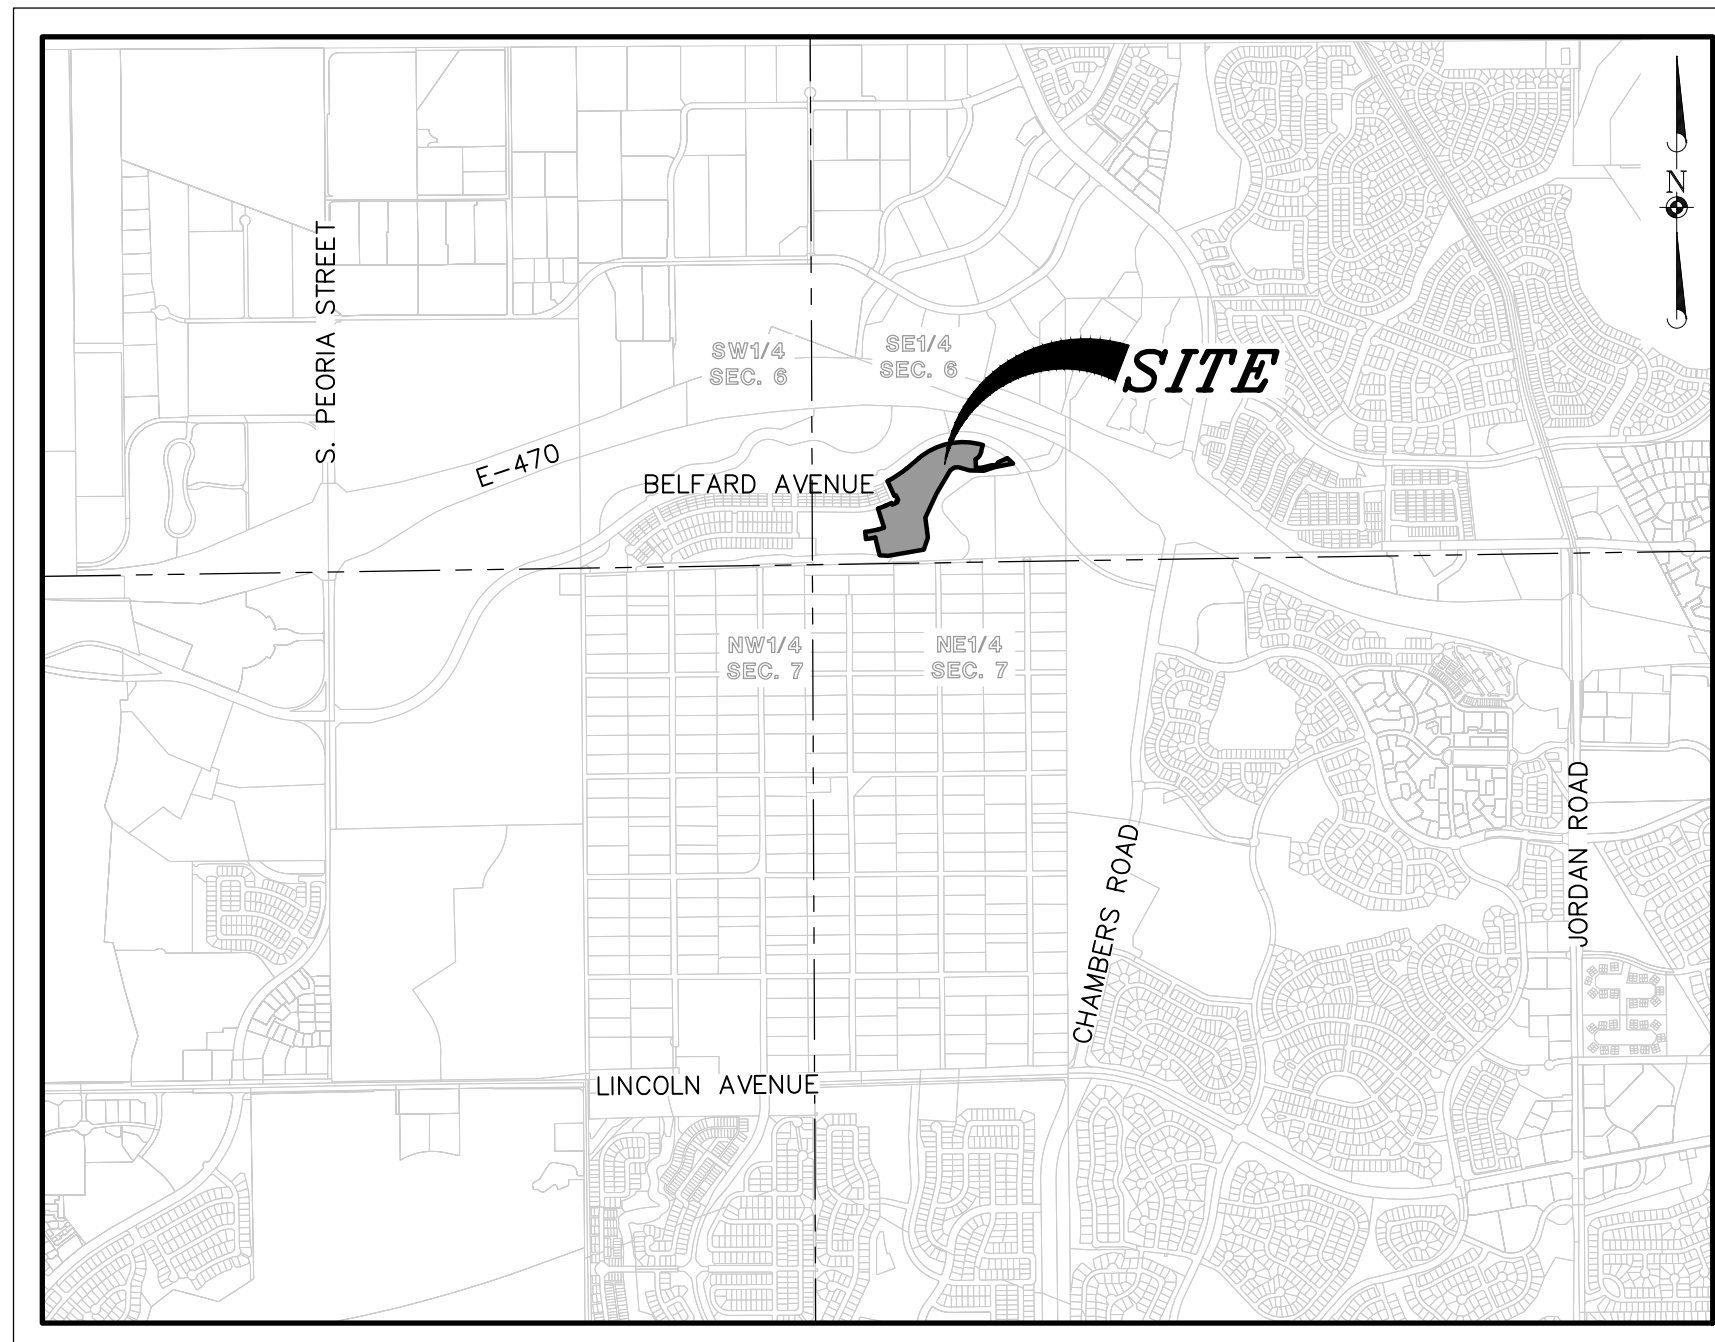 N
S. PEORIA STREET
SW1/4
SEC. 6
SE1/4
SEC. 6
SITE
E-470
BELFARD AVENUE
NW1/4
SEC. 7
NE1/4
SEC. 7
JORDAN ROAD
CHAMBERS ROAD
LINCOLN AVENUE